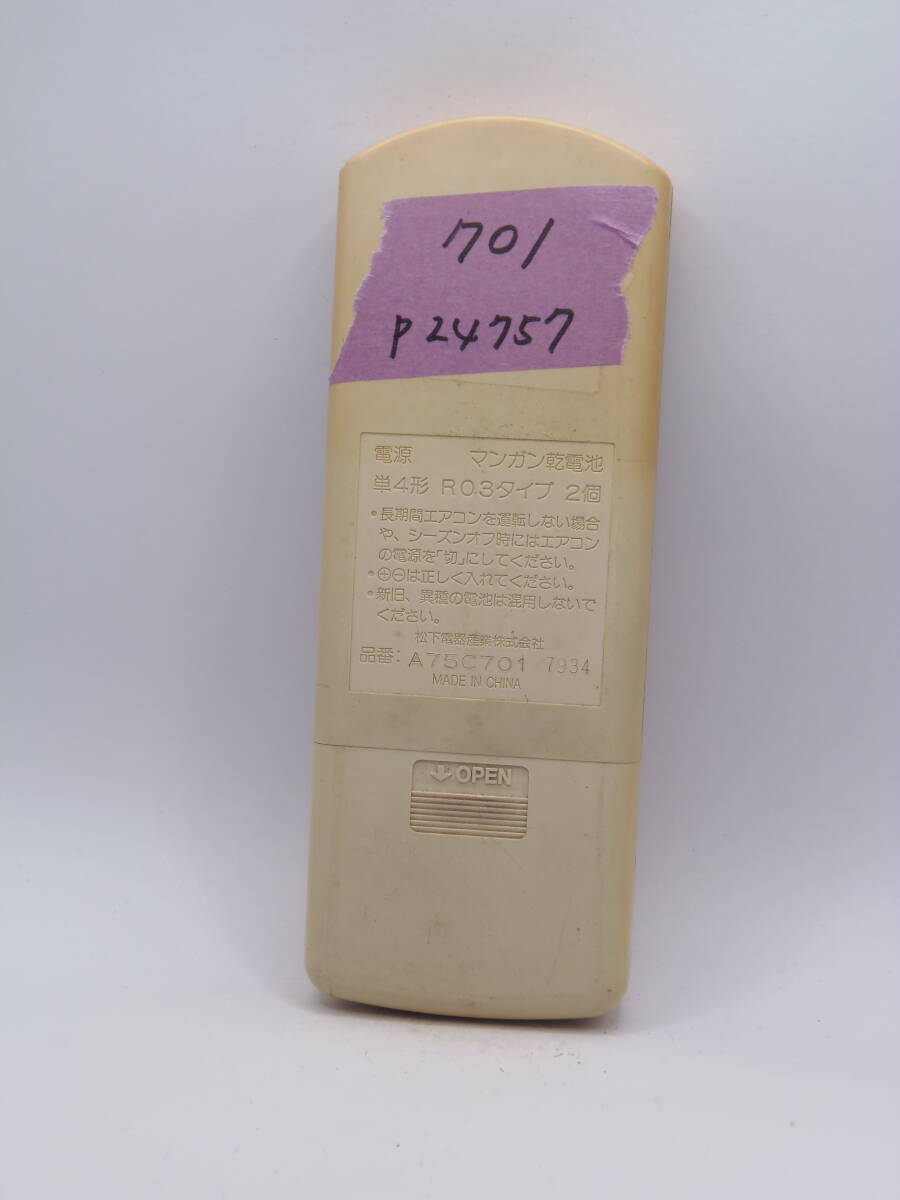 701
P24757
電源 マンガン乾電池
単4形 R03タイプ 2個
•長期間エアコンを運転しない場合
や、シーズンオフ時にはエアコン
の電源を「切」にしてください。
•⊕⊖は正しく入れてください。
•新旧、異種の電池は混用しないで
ください。
松下電器産業株式会社
品番: A75C701 7934
MADE IN CHINA
↓OPEN